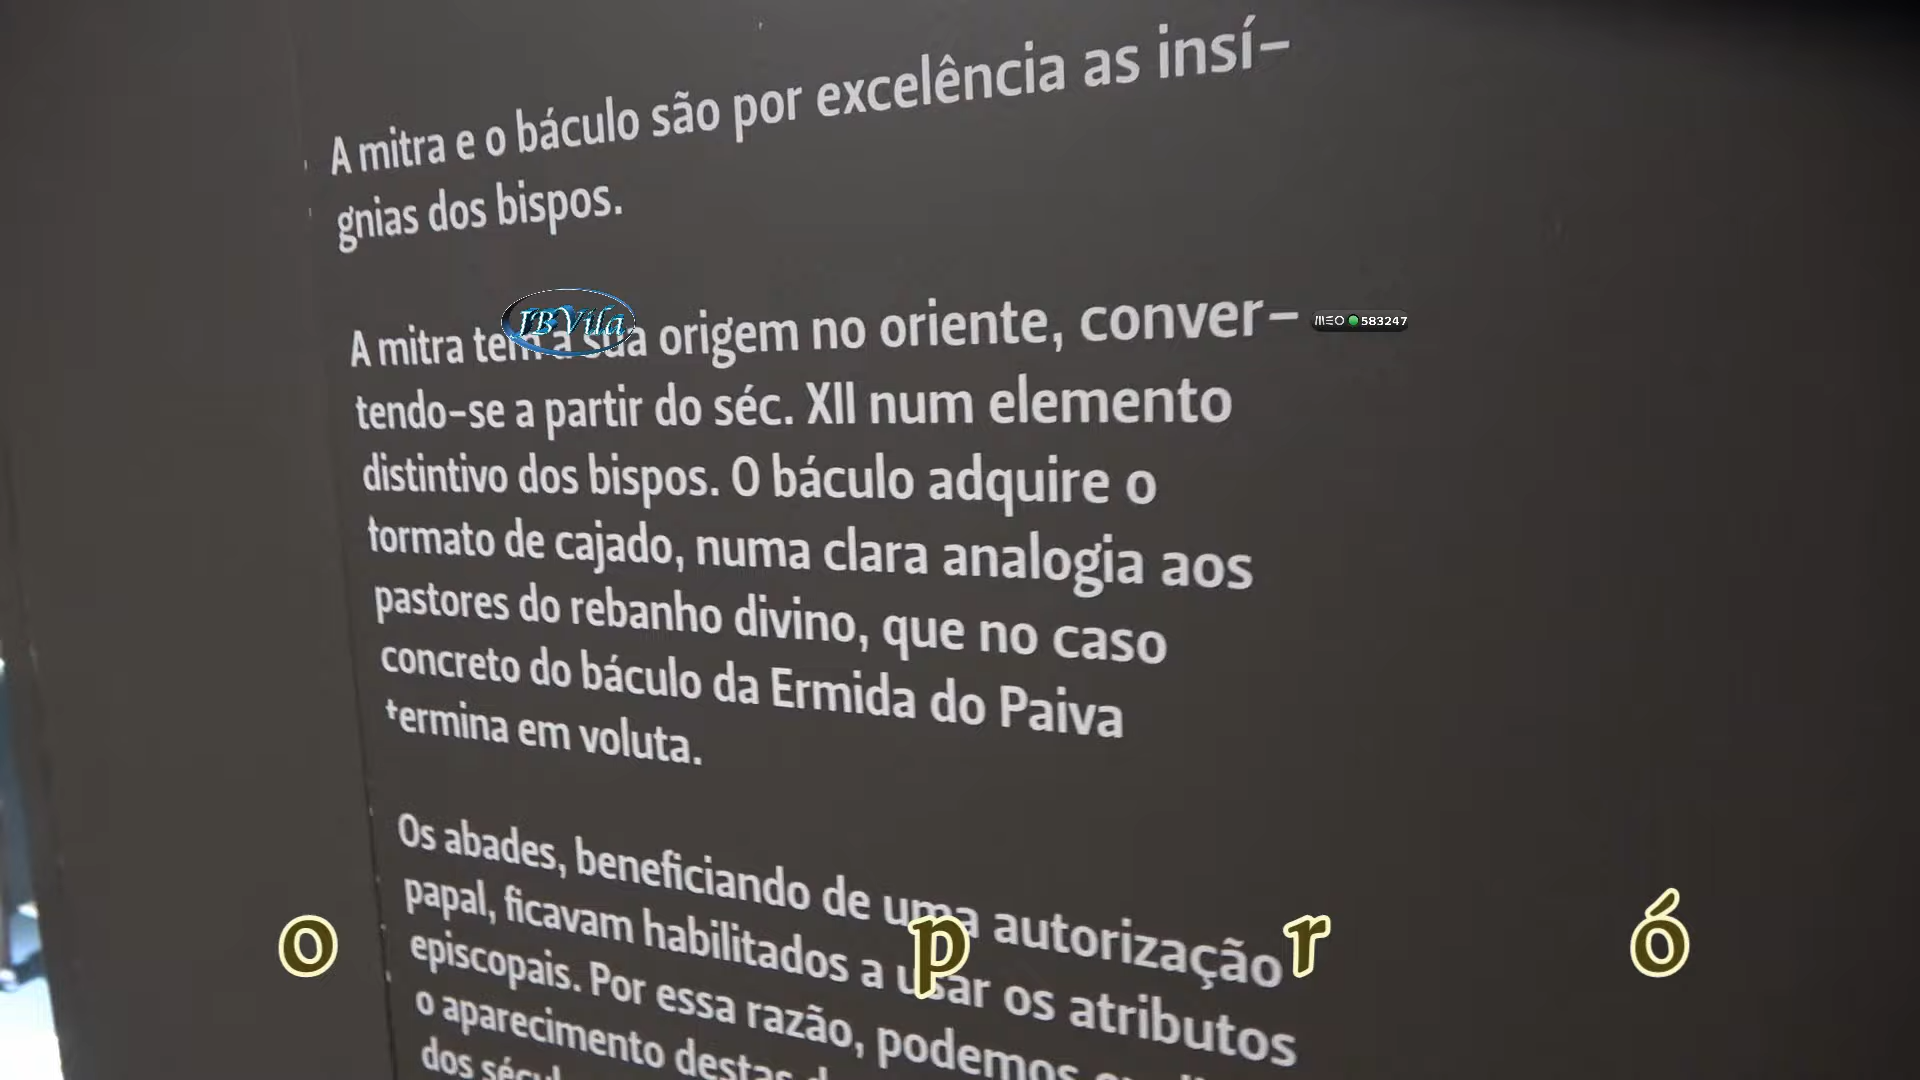 A mitra e o báculo são por excelência as insí-
gnias dos bispos.
JBVila
A mitra tem a sua origem no oriente, conver-
MEO 583247
tendo-se a partir do séc. XII num elemento
distintivo dos bispos. O báculo adquire o
formato de cajado, numa clara analogia aos
pastores do rebanho divino, que no caso
concreto do báculo da Ermida do Paiva
termina em voluta.
Os abades, beneficiando de uma autorização
papal, ficavam habilitados a usar os atributos
episcopais. Por essa razão, podemos
o aparecimento destas
dos
o p r ó